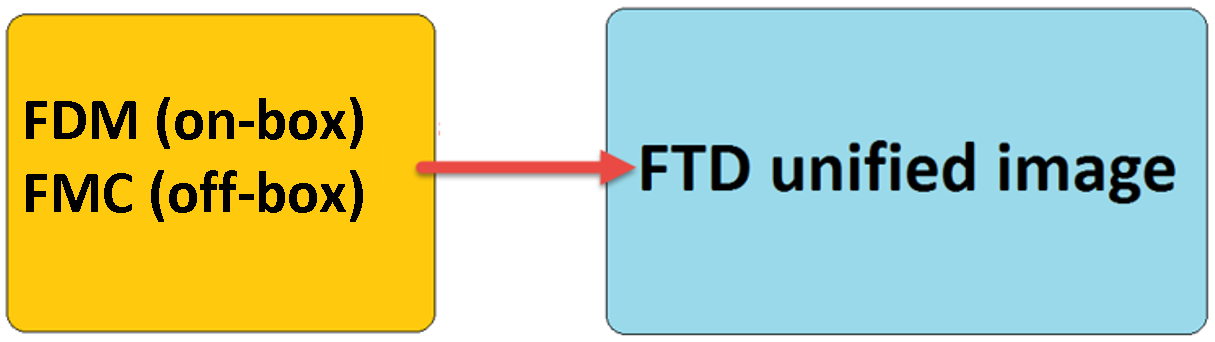 FDM (on-box)
FMC (off-box)
FTD unified image